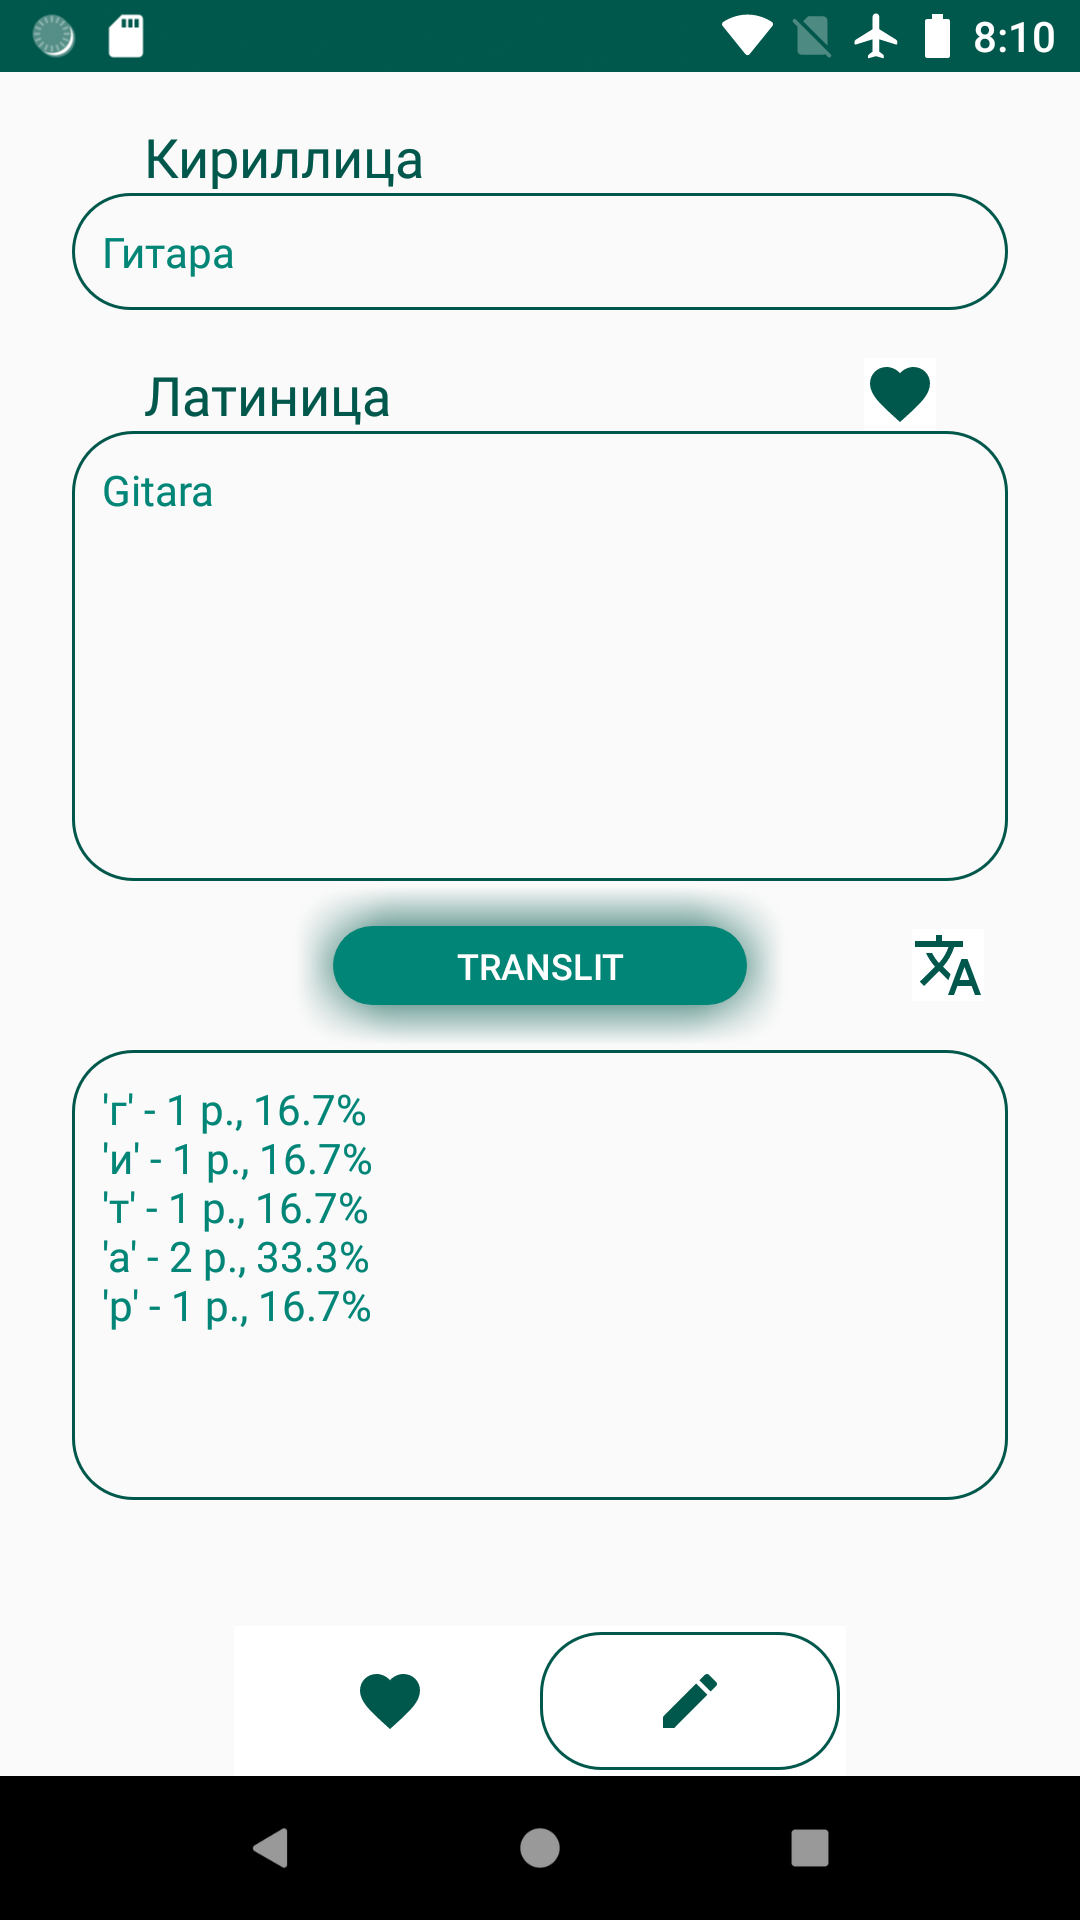 8:10
Кириллица
Гитара
Латиница
Gitara
TRANSLIT
'г' - 1 р., 16.7%
'и' - 1 р., 16.7%
'т' - 1 р., 16.7%
'а' - 2 р., 33.3%
'р' - 1 р., 16.7%